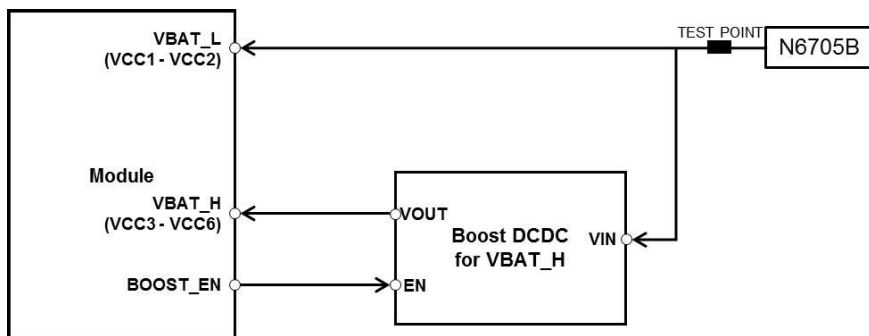 VBAT_L
(VCC1 - VCC2)
TEST POINT
N6705B
Module
VBAT_H
(VCC3 - VCC6)
VOUT
Boost DCDC
for VBAT_H
VIN
BOOST_EN
EN